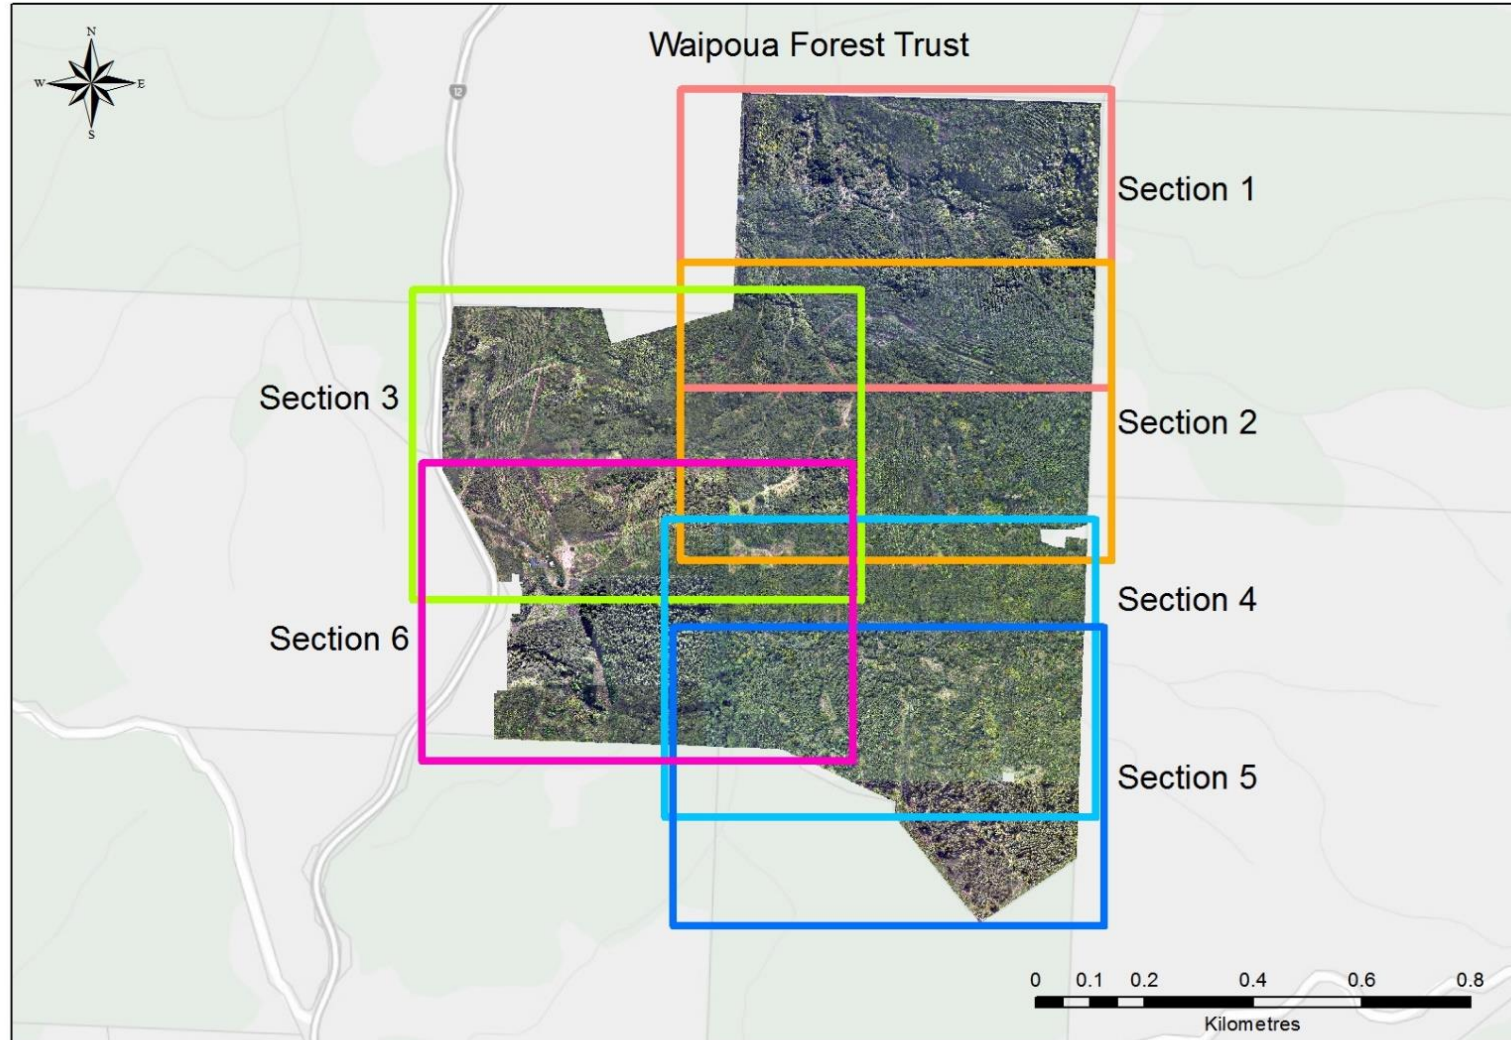 Waipoua Forest Trust
N
W E
S
12
Section 1
Section 3
Section 2
Section 4
Section 6
Section 5
0 0.1 0.2 0.4 0.6 0.8
Kilometres